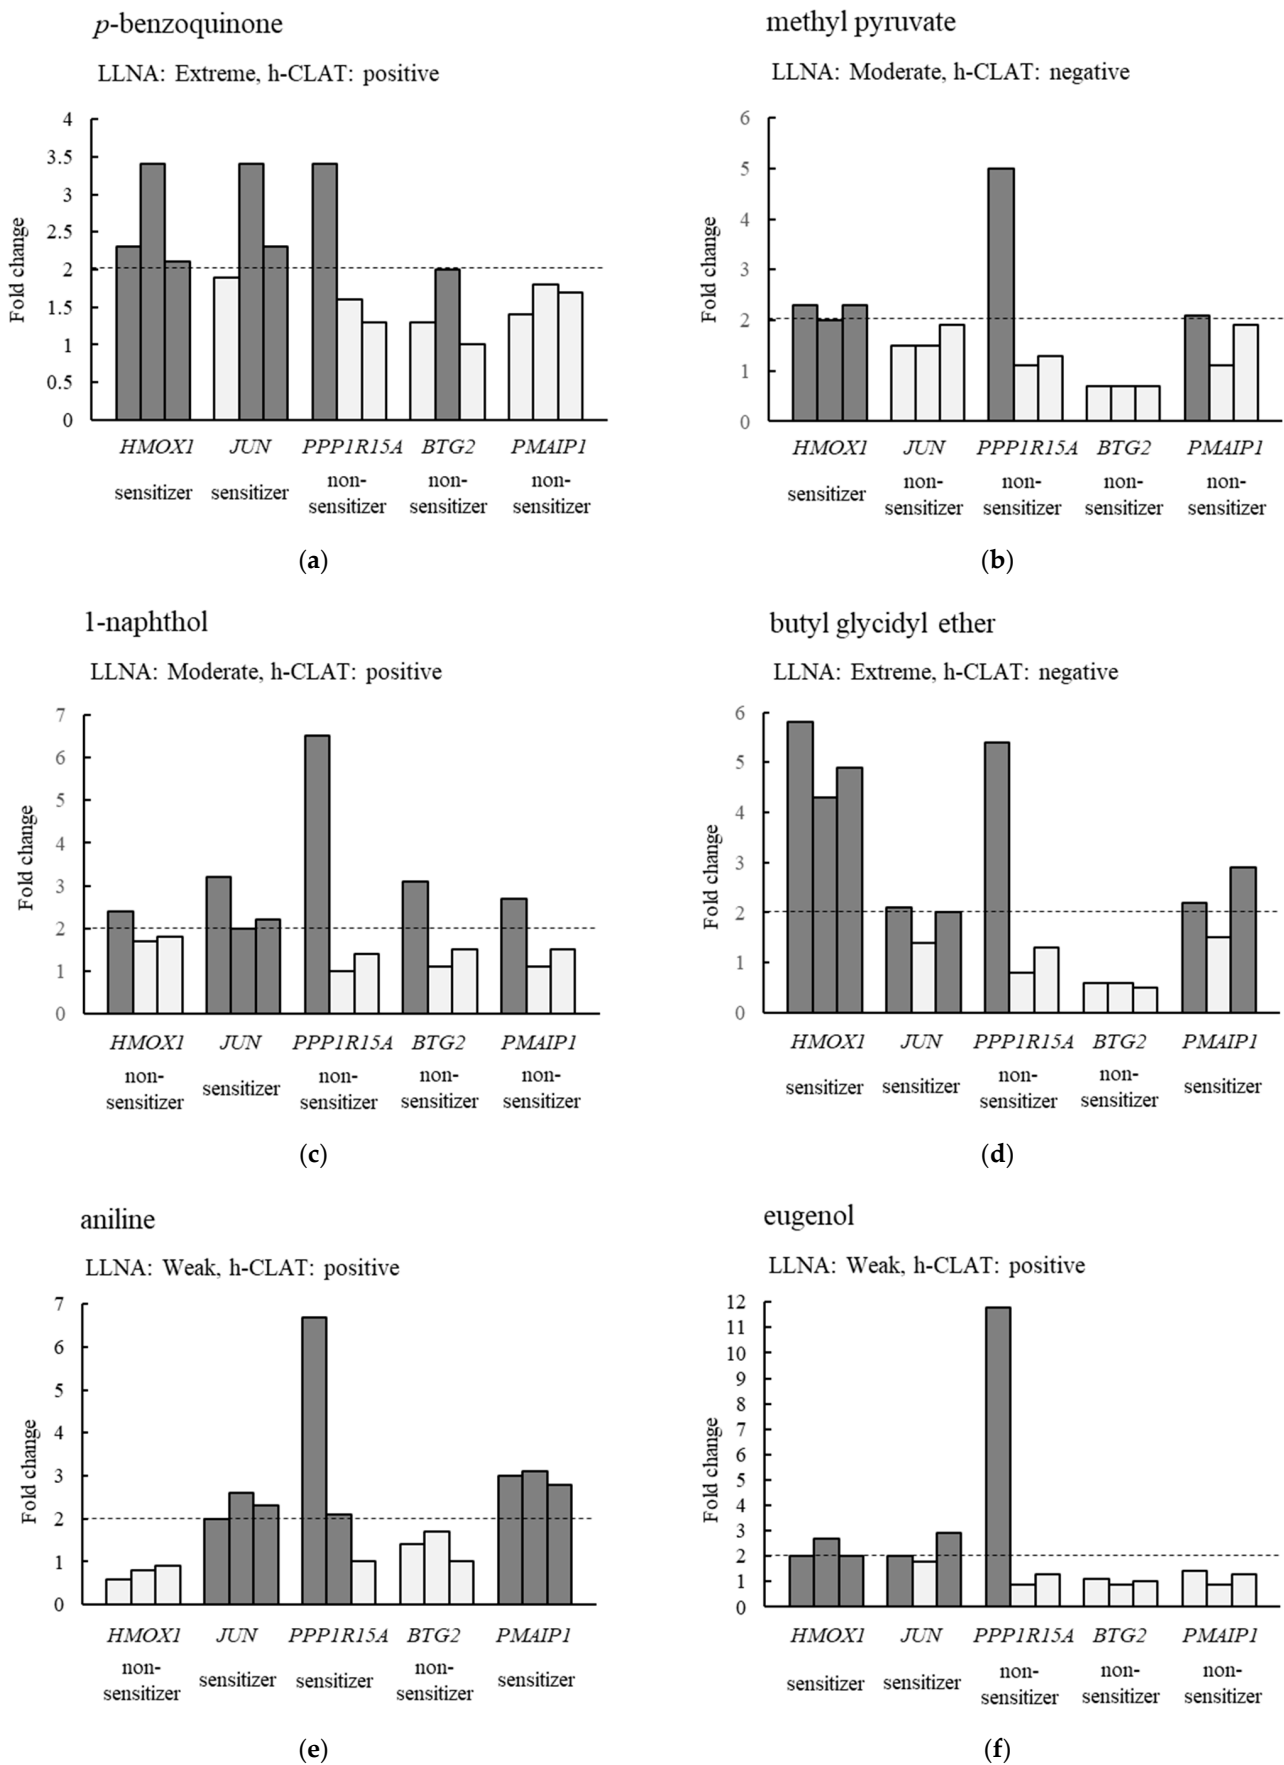 p-benzoquinone
LLNA: Extreme, h-CLAT: positive
Fold change
4
3.5
3
2.5
2
1.5
1
0.5
0
HMOX1 JUN PPP1R15A BTG2 PMAIP1
sensitizer sensitizer non-sensitizer non-sensitizer non-sensitizer
(a)
methyl pyruvate
LLNA: Moderate, h-CLAT: negative
Fold change
6
5
4
3
2
1
0
HMOX1 JUN PPP1R15A BTG2 PMAIP1
sensitizer non-sensitizer non-sensitizer non-sensitizer non-sensitizer
(b)
1-naphthol
LLNA: Moderate, h-CLAT: positive
Fold change
7
6
5
4
3
2
1
0
HMOX1 JUN PPP1R15A BTG2 PMAIP1
non-sensitizer sensitizer non-sensitizer non-sensitizer non-sensitizer
(c)
butyl glycidyl ether
LLNA: Extreme, h-CLAT: negative
Fold change
6
5
4
3
2
1
0
HMOX1 JUN PPP1R15A BTG2 PMAIP1
sensitizer sensitizer non-sensitizer non-sensitizer sensitizer
(d)
aniline
LLNA: Weak, h-CLAT: positive
Fold change
7
6
5
4
3
2
1
0
HMOX1 JUN PPP1R15A BTG2 PMAIP1
non-sensitizer sensitizer sensitizer non-sensitizer sensitizer
(e)
eugenol
LLNA: Weak, h-CLAT: positive
Fold change
12
11
10
9
8
7
6
5
4
3
2
1
0
HMOX1 JUN PPP1R15A BTG2 PMAIP1
sensitizer sensitizer non-sensitizer non-sensitizer non-sensitizer
(f)